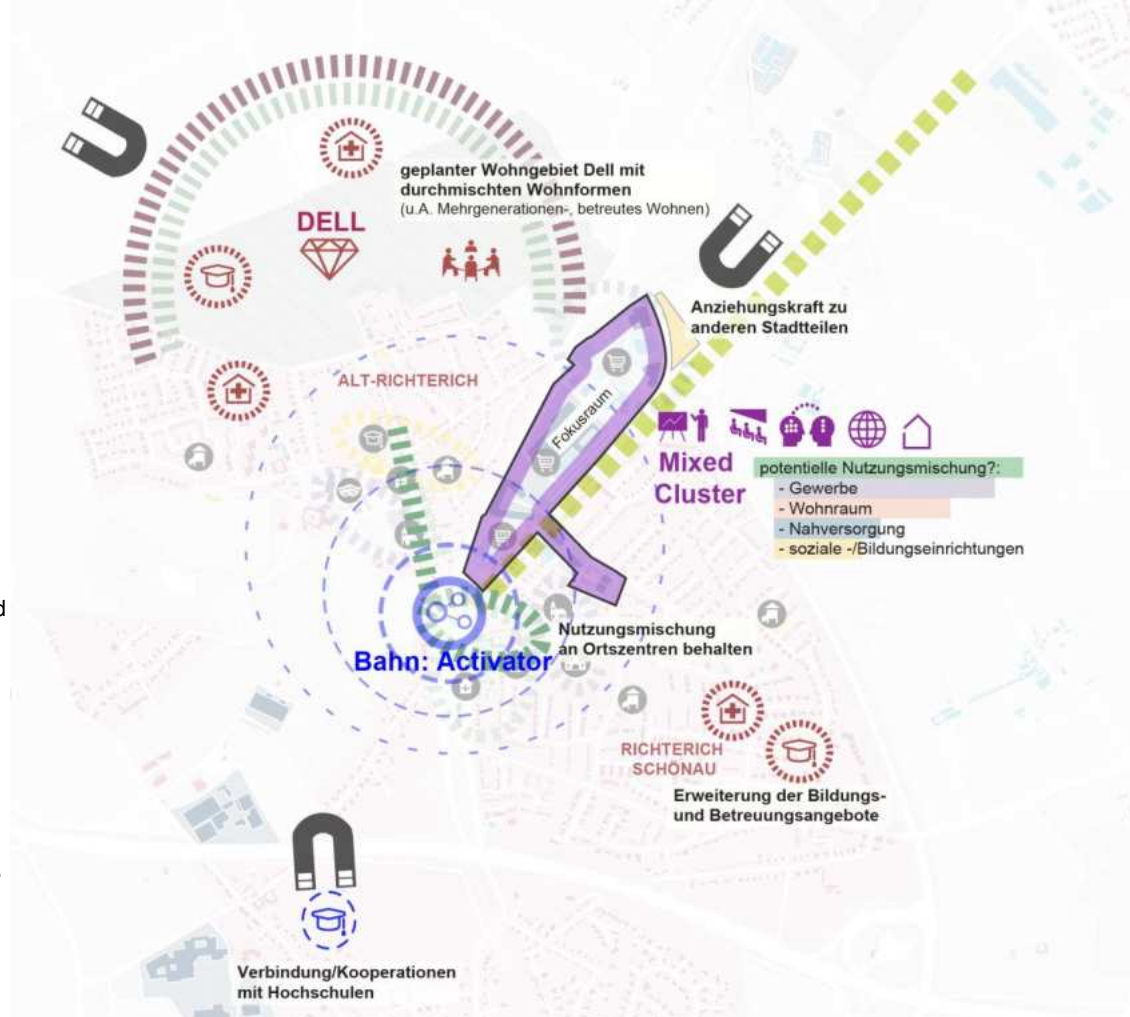 geplanter Wohngebiet Dell mit
durchmischten Wohnformen
(u.A. Mehrgenerationen-, betreutes Wohnen)
DELL
Anziehungskraft zu
anderen Stadtteilen
ALT-RICHTERICH
Fokusraum
Mixed
Cluster
potentielle Nutzungsmischung?:
- Gewerbe
- Wohnraum
- Nahversorgung
- soziale -/Bildungseinrichtungen
d
Nutzungsmischung
an Ortszentren behalten
Bahn: Activator
RICHTERICH
SCHÖNAU
Erweiterung der Bildungs-
und Betreuungsangebote
Verbindung/Kooperationen
mit Hochschulen